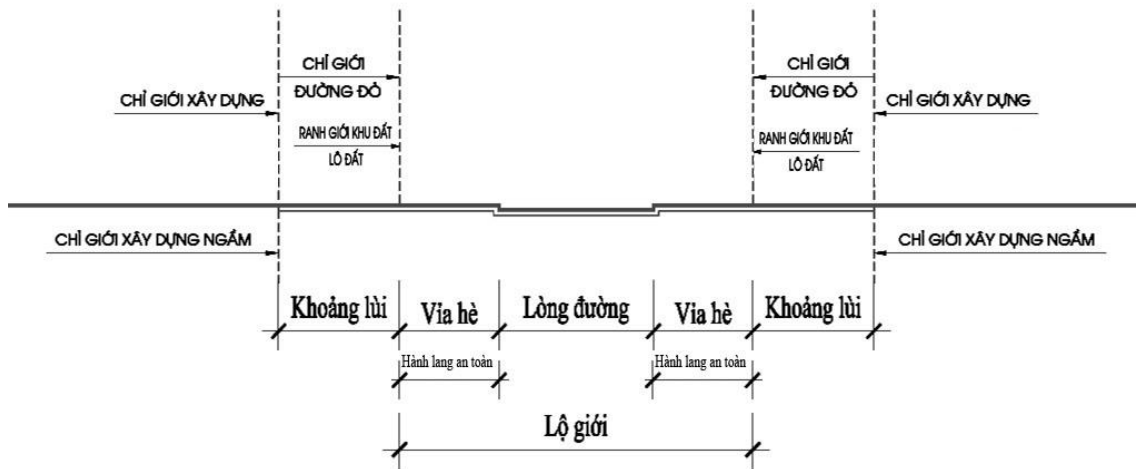 CHỈ GIỚI
ĐƯỜNG ĐỎ
CHỈ GIỚI XÂY DỰNG
RANH GIỚI KHU ĐẤT
LÔ ĐẤT
CHỈ GIỚI
ĐƯỜNG ĐỎ
CHỈ GIỚI XÂY DỰNG
RANH GIỚI KHU ĐẤT
LÔ ĐẤT
CHỈ GIỚI XÂY DỰNG NGẦM
CHỈ GIỚI XÂY DỰNG NGẦM
Khoảng lùi
Vỉa hè
Lòng đường
Vỉa hè
Khoảng lùi
Hành lang an toàn
Hành lang an toàn
Lộ giới